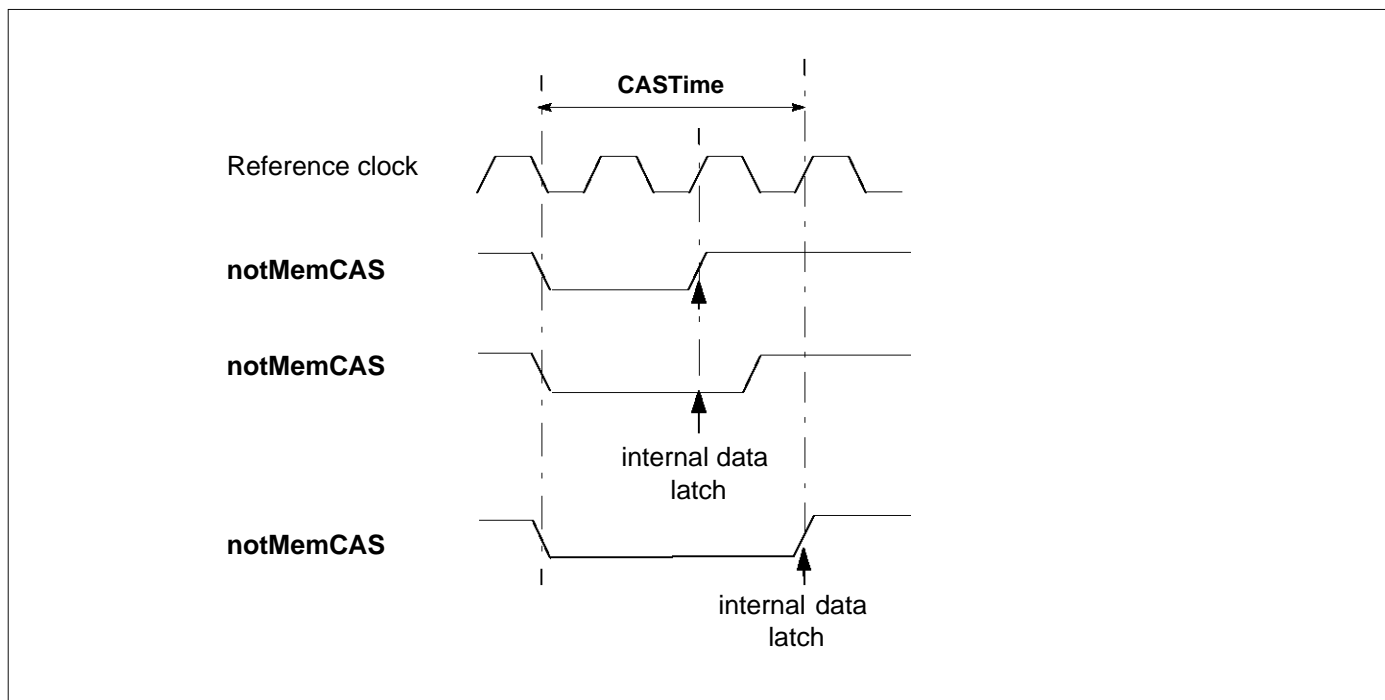 CASTime
Reference clock
notMemCAS
notMemCAS
internal data
latch
notMemCAS
internal data
latch